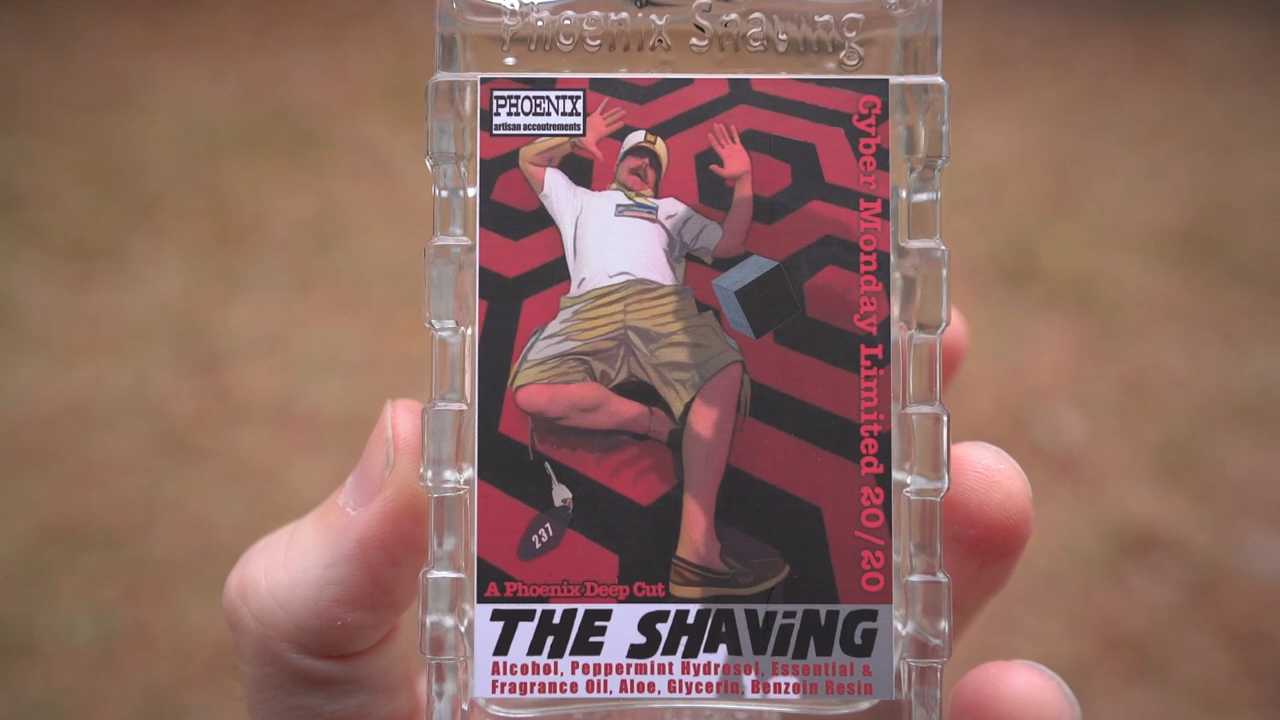 Phoenix Shaving
PHOENIX
artisan accoutrements
Cyber Monday Limited 20/20
237
A Phoenix Deep Cut
THE SHAViNG
Alcohol, Peppermint Hydrosol, Essential &
Fragrance Oil, Aloe, Glycerin, Benzoin Resin